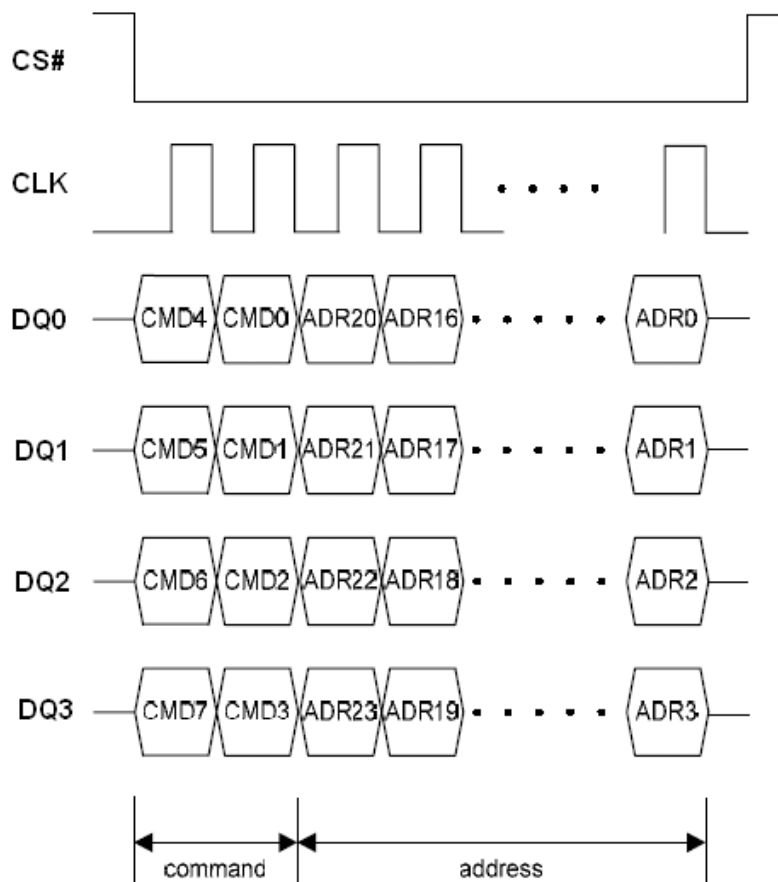 CS#
CLK
DQ0 CMD4 CMD0 ADR20 ADR16 ADR0
DQ1 CMD5 CMD1 ADR21 ADR17 ADR1
DQ2 CMD6 CMD2 ADR22 ADR18 ADR2
DQ3 CMD7 CMD3 ADR23 ADR19 ADR3
command address